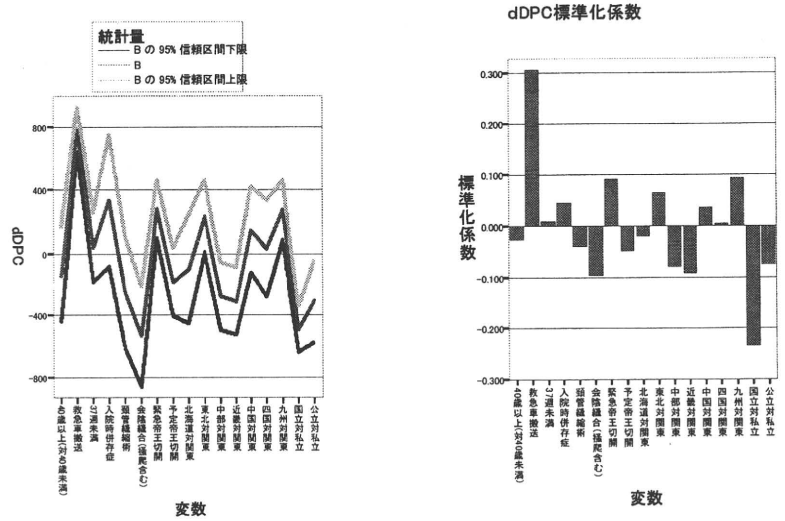 dDPC標準化係数
統計量
B の 95% 信頼区間下限
B
B の 95% 信頼区間上限
800
400
0
-400
-800
dDPC
40歳以上(対40歳未満)
救急車搬送
37週未満
入院時併存症
頸管縫縮術
会陰縫合(掻爬含む)
緊急帝王切開
予定帝王切開
北海道対関東
東北対関東
中部対関東
近畿対関東
中国対関東
四国対関東
九州対関東
国立対私立
公立対私立
変数
0.300
0.200
0.100
0.000
-0.100
-0.200
-0.300
標準化係数
40歳以上(対40歳未満)
救急車搬送
37週未満
入院時併存症
頸管縫縮術
会陰縫合(掻爬含む)
緊急帝王切開
予定帝王切開
北海道対関東
東北対関東
中部対関東
近畿対関東
中国対関東
四国対関東
九州対関東
国立対私立
公立対私立
変数